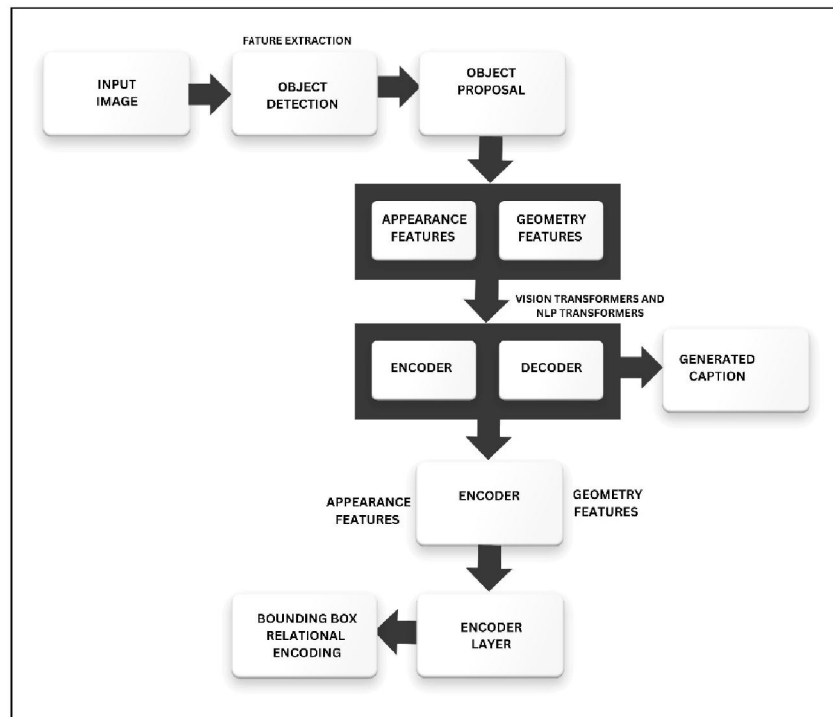 FATURE EXTRACTION
INPUT
IMAGE
OBJECT
DETECTION
OBJECT
PROPOSAL
APPEARANCE
FEATURES
GEOMETRY
FEATURES
VISION TRANSFORMERS AND
NLP TRANSFORMERS
ENCODER
DECODER
GENERATED
CAPTION
APPEARANCE
FEATURES
ENCODER
GEOMETRY
FEATURES
BOUNDING BOX
RELATIONAL
ENCODING
ENCODER
LAYER